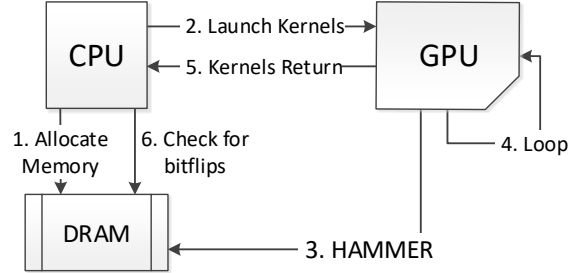 CPU
2. Launch Kernels
5. Kernels Return
GPU
1. Allocate
Memory
6. Check for
bitflips
4. Loop
DRAM
3. HAMMER